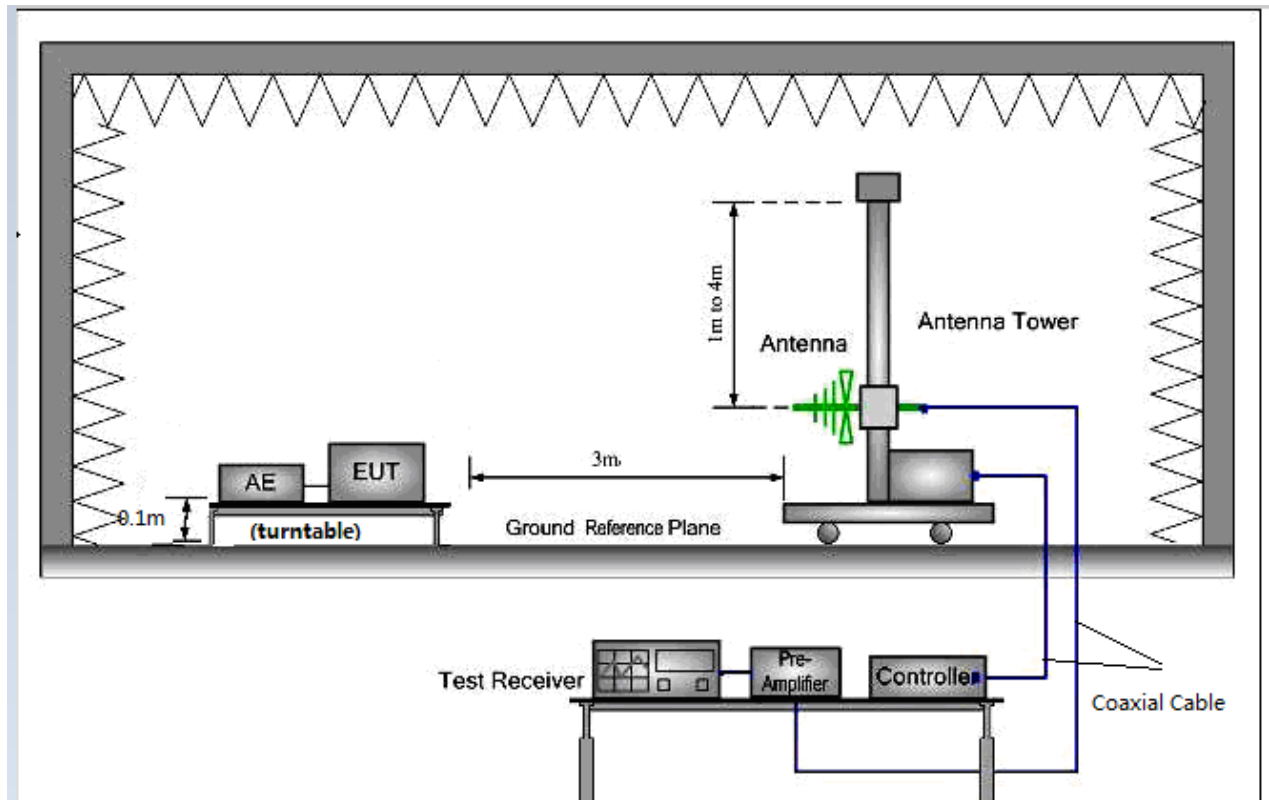 1m to 4m
Antenna Tower
Antenna
AE
EUT
3m
0.1m
(turntable)
Ground Reference Plane
Test Receiver
Pre-
Amplifier
Controller
Coaxial Cable